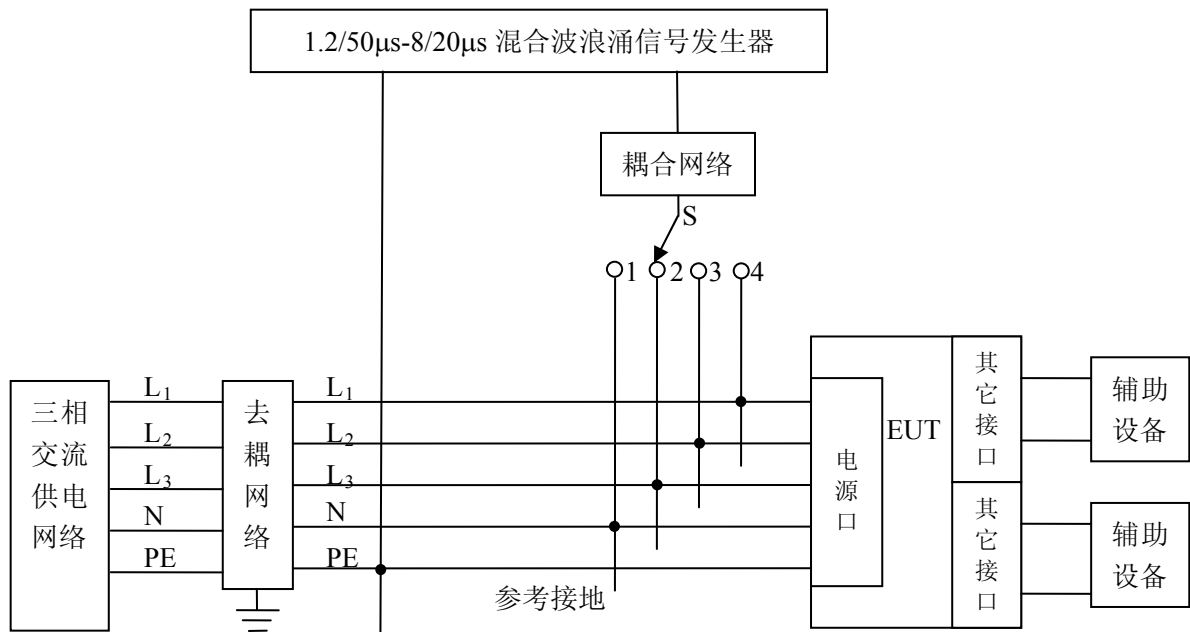 1.2/50μs-8/20μs 混合波浪涌信号发生器
耦合网络
S
1 2 3 4
三相
交流
供电
网络
L₁
L₂
L₃
N
PE
去
耦
网
络
L₁
L₂
L₃
N
PE
参考接地
电
源
口
EUT
其
它
接
口
其
它
接
口
辅助
设备
辅助
设备